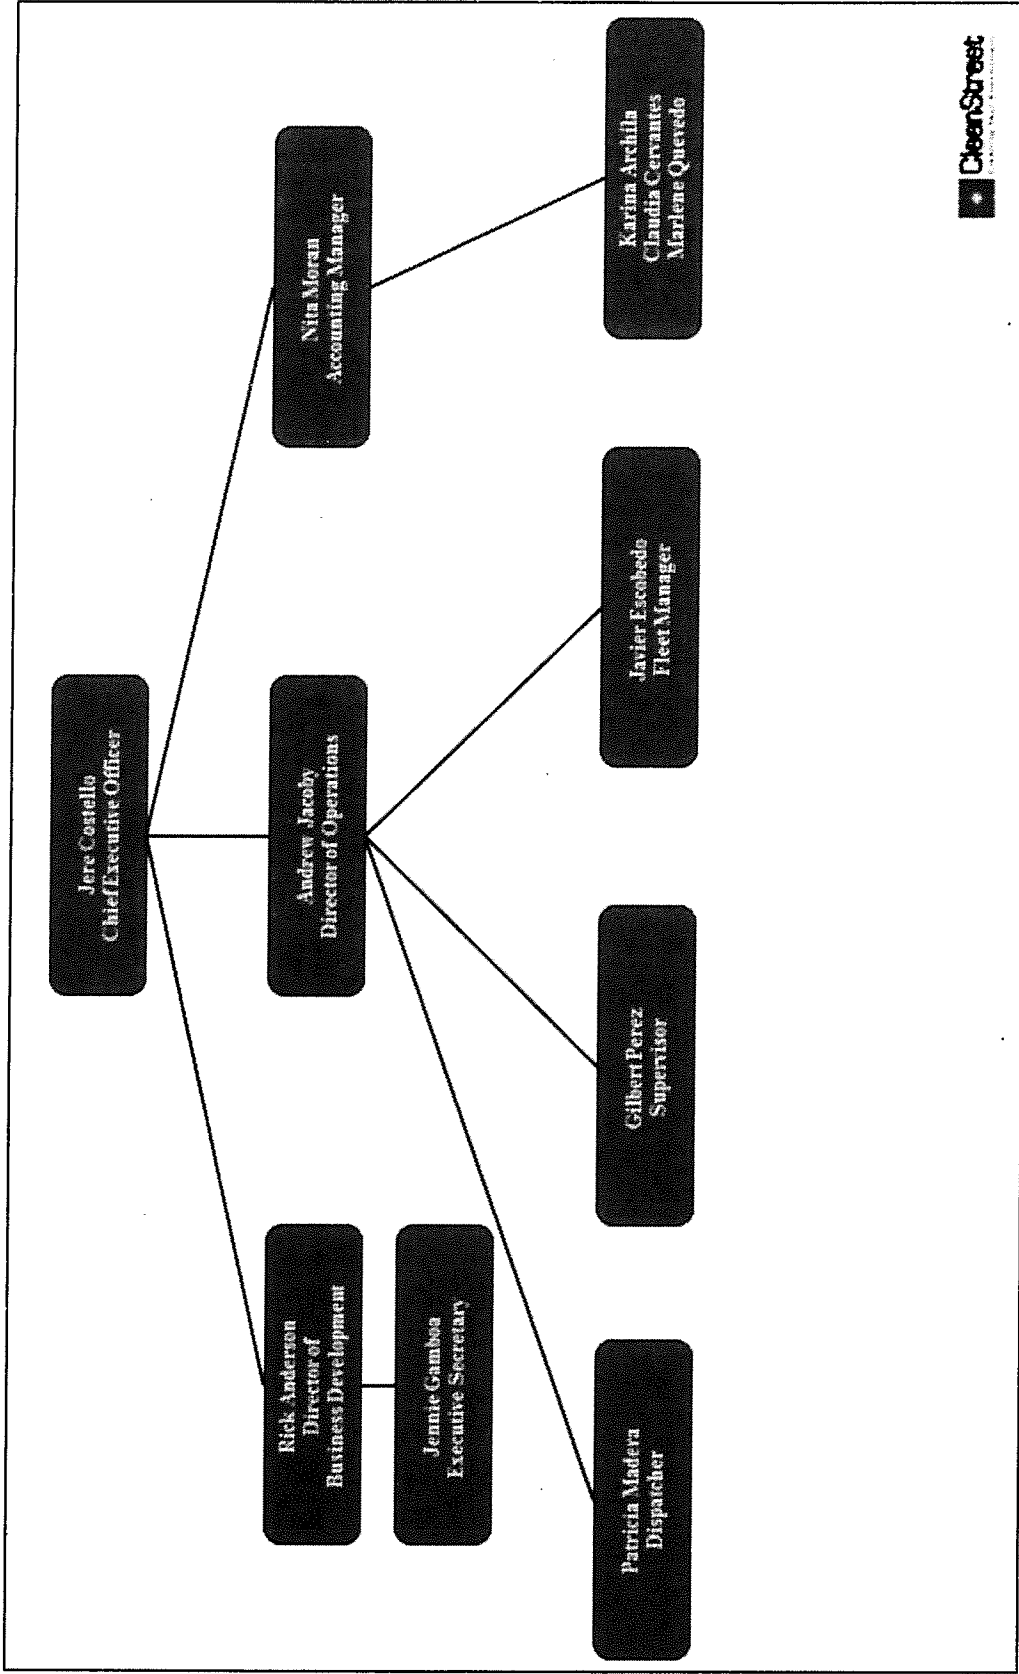 Jere Costello
Chief Executive Officer
Rick Anderson
Director of
Business Development
Andrew Jacoby
Director of Operations
Nita Moran
Accounting Manager
Jennie Gamboa
Executive Secretary
Patricia Madera
Dispatcher
Gilbert Perez
Supervisor
Javier Escobedo
Fleet Manager
Karina Archila
Claudia Cervantes
Marlene Quevedo
CleanStreet